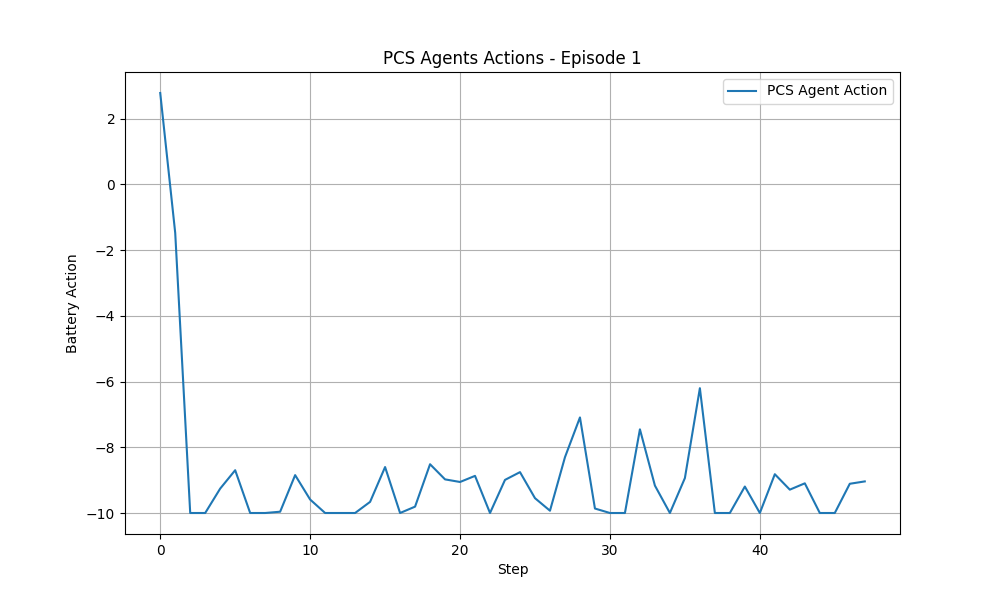 PCS Agents Actions - Episode 1
PCS Agent Action
2
0
−2
−4
−6
−8
−10
Battery Action
0 10 20 30 40
Step